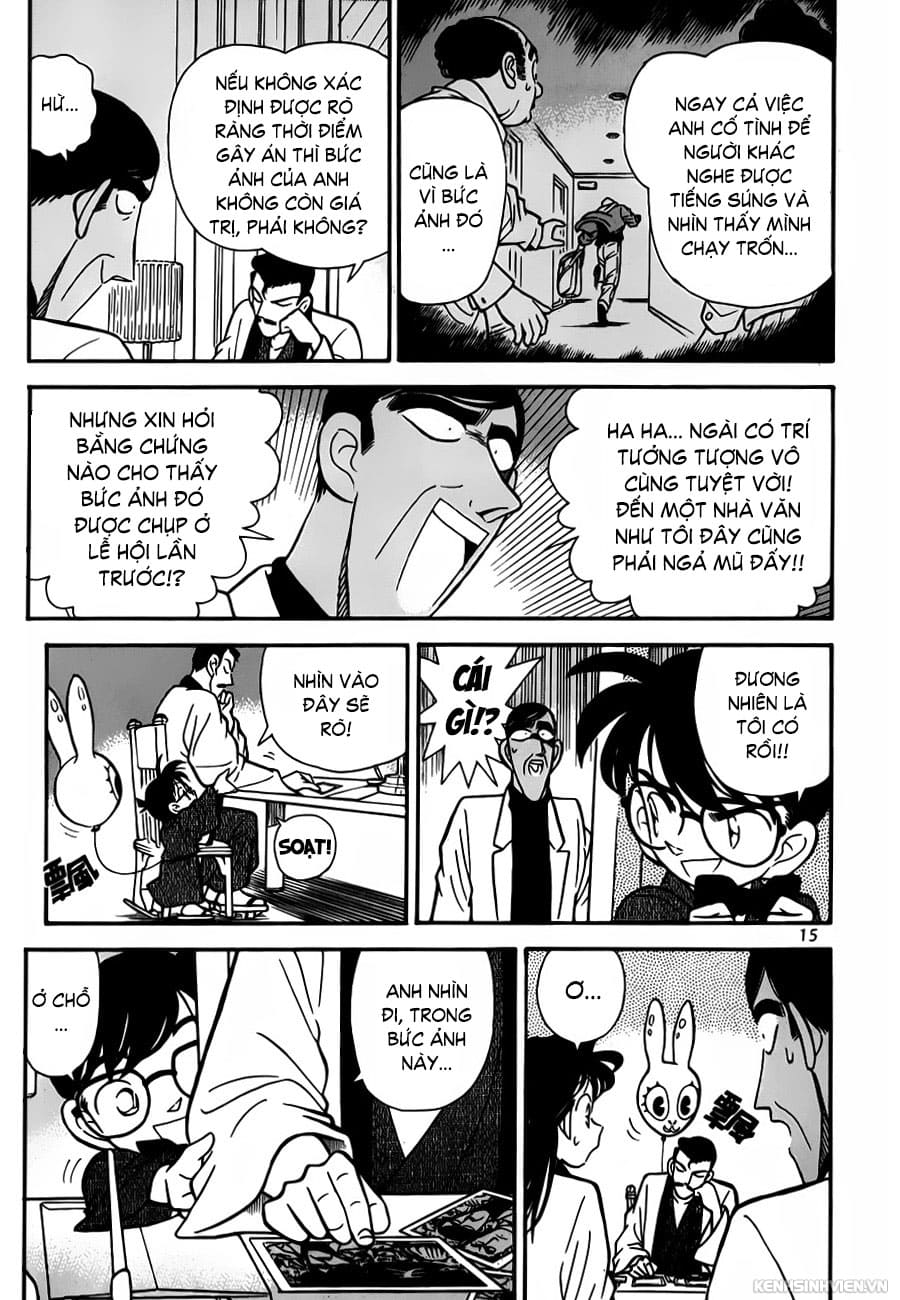 NGAY CẢ VIỆC
ANH CỐ TÌNH ĐỂ
NGƯỜI KHÁC
NGHE ĐƯỢC
TIẾNG SÚNG VÀ
NHÌN THẤY MÌNH
CHẠY TRỐN...
CŨNG LÀ
VÌ BỨC
ẢNH ĐÓ
...
NẾU KHÔNG XÁC
ĐỊNH ĐƯỢC RÕ
RÀNG THỜI ĐIỂM
GÂY ÁN THÌ BỨC
ẢNH CỦA ANH
KHÔNG CÒN GIÁ
TRỊ, PHẢI KHÔNG?
HỪ...
HA HA... NGÀI CÓ TRÍ
TƯỞNG TƯỢNG VÔ
CÙNG TUYỆT VỜI!
ĐẾN MỘT NHÀ VĂN
NHƯ TÔI ĐÂY CŨNG
PHẢI NGẢ MŨ ĐẤY!!
NHƯNG XIN HỎI
BẰNG CHỨNG
NÀO CHO THẤY
BỨC ẢNH ĐÓ
ĐƯỢC CHỤP Ở
LỄ HỘI LẦN
TRƯỚC!?
ĐƯƠNG
NHIÊN LÀ
TÔI CÓ
RỒI!!
CÁI
GÌ!?
NHÌN VÀO
ĐÂY SẼ
RÕ!
SOẠT!
15
Ơ...
ANH NHÌN
ĐI, TRONG
BỨC ẢNH
NÀY...
Ở CHỖ
...
KENHSINHVIEN.VN